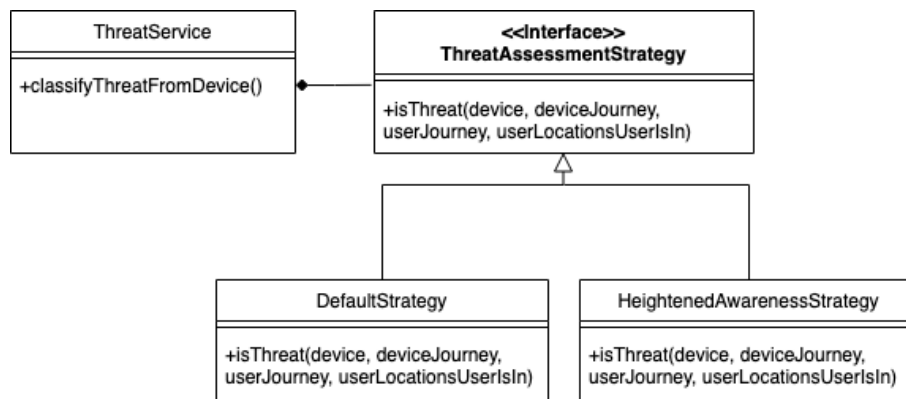 ThreatService
+classifyThreatFromDevice()
<<Interface>>
ThreatAssessmentStrategy
+isThreat(device, deviceJourney,
userJourney, userLocationsUserIsIn)
DefaultStrategy
+isThreat(device, deviceJourney,
userJourney, userLocationsUserIsIn)
HeightenedAwarenessStrategy
+isThreat(device, deviceJourney,
userJourney, userLocationsUserIsIn)